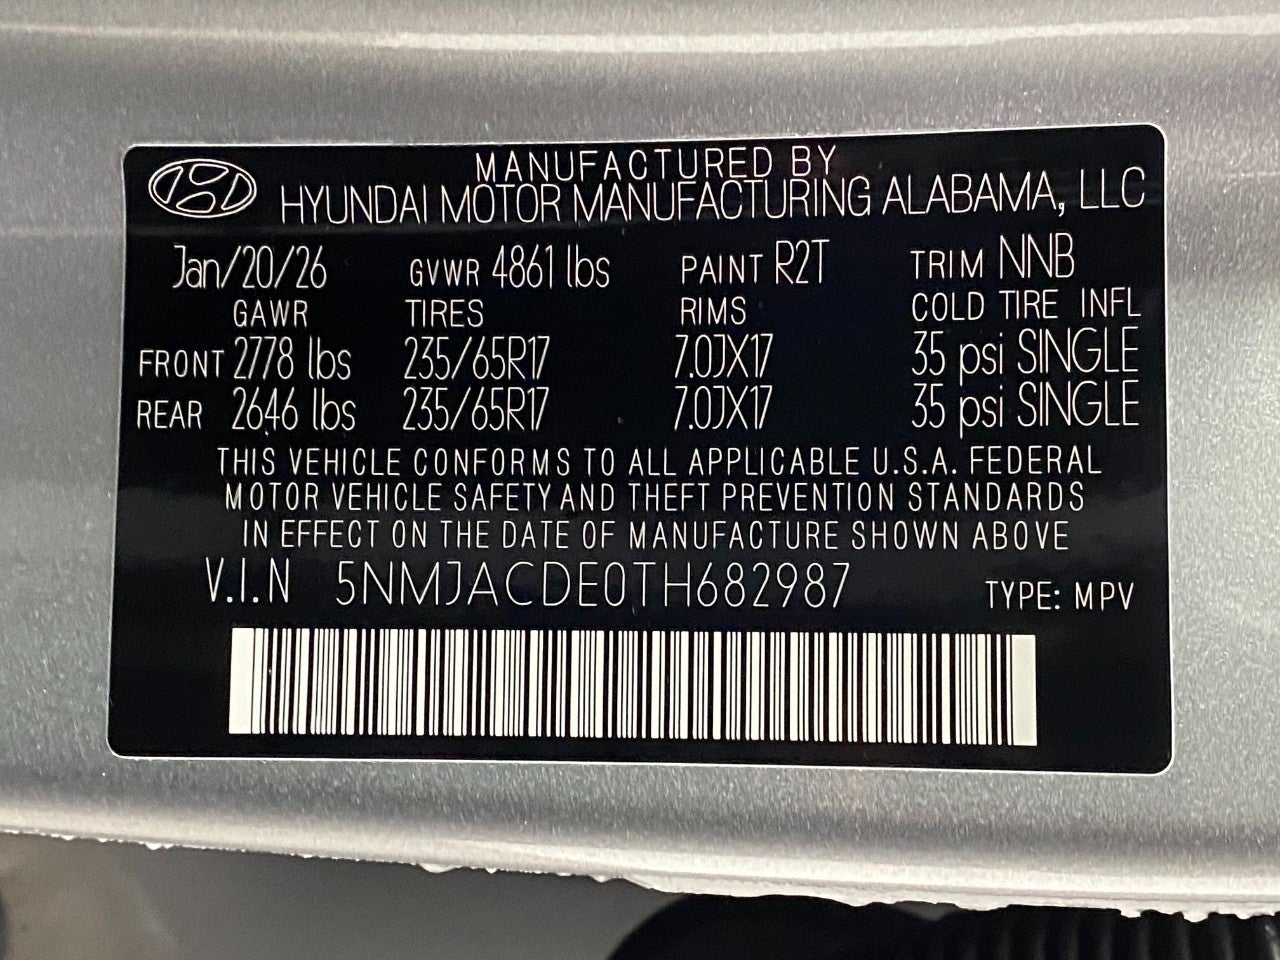 MANUFACTURED BY
HYUNDAI MOTOR MANUFACTURING ALABAMA, LLC
Jan/20/26 GVWR 4861 lbs PAINT R2T TRIM NNB
GAWR TIRES RIMS COLD TIRE INFL
FRONT 2778 lbs 235/65R17 7.0JX17 35 psi SINGLE
REAR 2646 lbs 235/65R17 7.0JX17 35 psi SINGLE
THIS VEHICLE CONFORMS TO ALL APPLICABLE U.S.A. FEDERAL
MOTOR VEHICLE SAFETY AND THEFT PREVENTION STANDARDS
IN EFFECT ON THE DATE OF MANUFACTURE SHOWN ABOVE
V.I.N 5NMJACDE0TH682987 TYPE: MPV